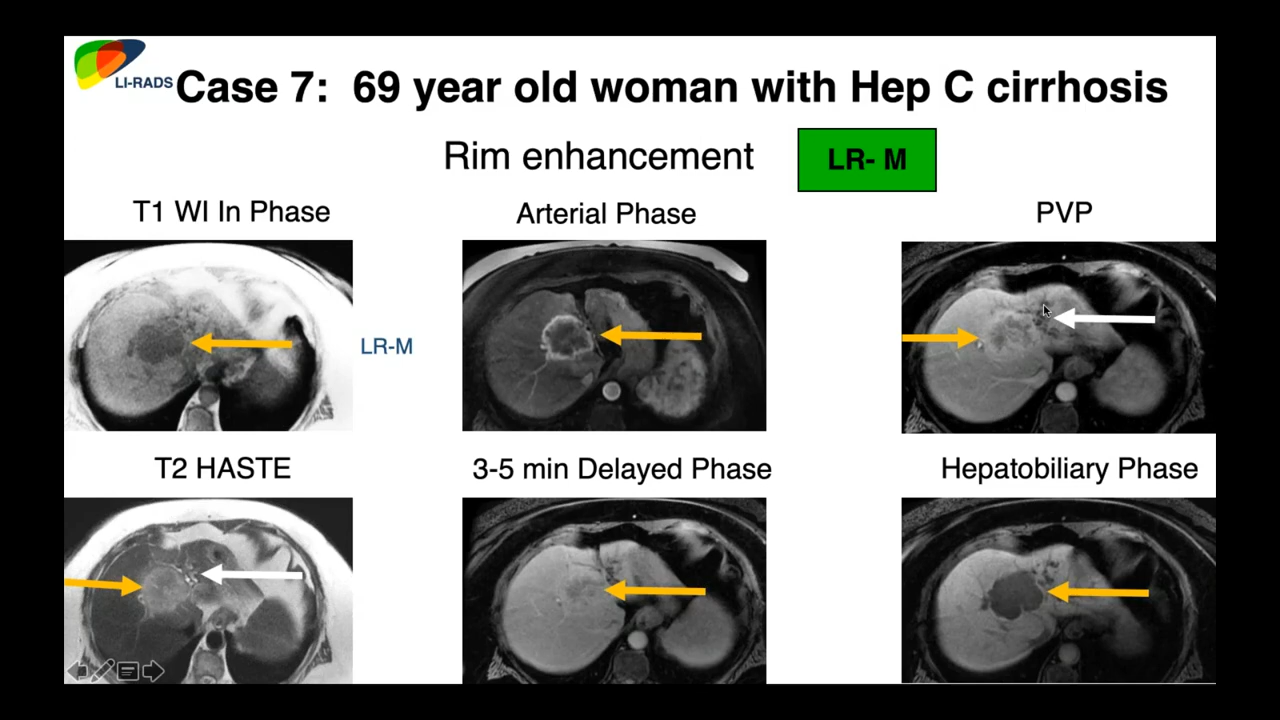 LI-RADS
Case 7: 69 year old woman with Hep C cirrhosis
Rim enhancement
LR- M
T1 WI In Phase
Arterial Phase
PVP
LR-M
T2 HASTE
3-5 min Delayed Phase
Hepatobiliary Phase